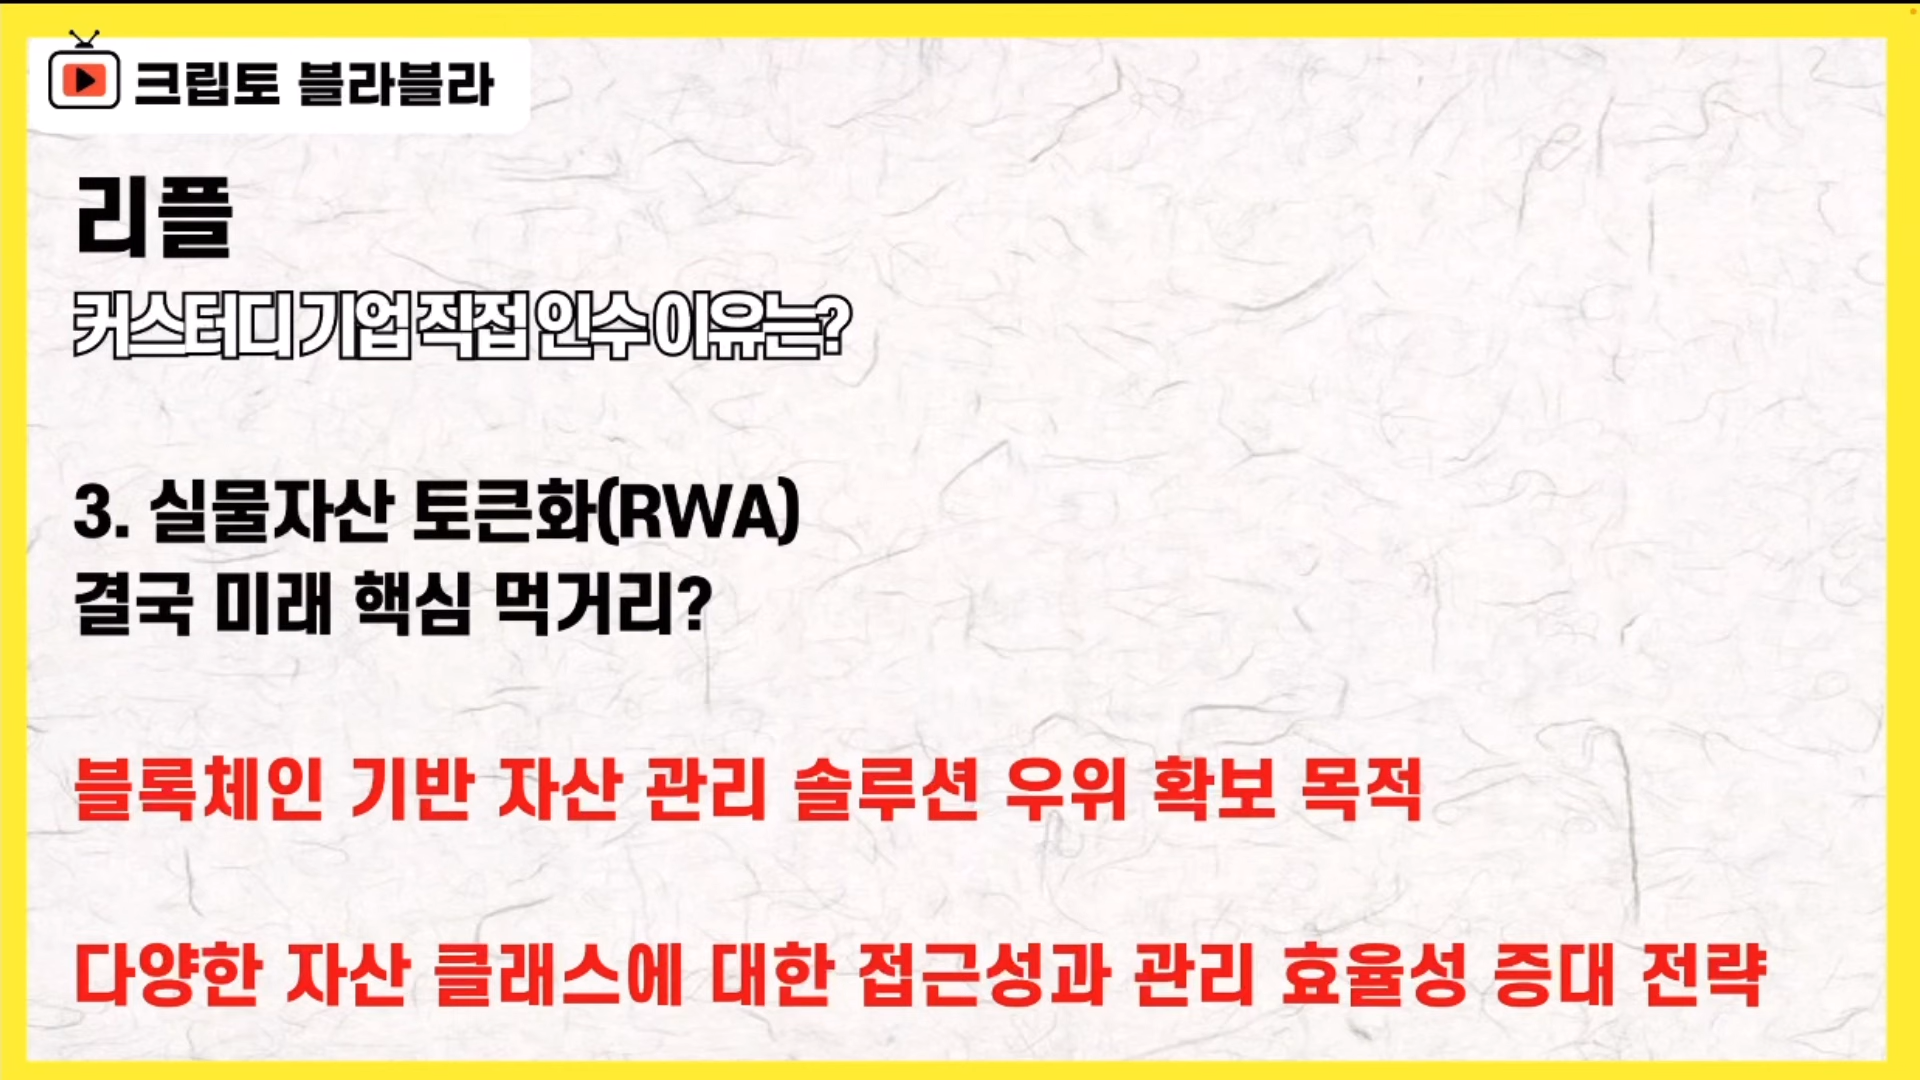 크립토 블라블라
리플
커스터디 기업 직접 인수 이유는?
3. 실물자산 토큰화(RWA)
결국 미래 핵심 먹거리?
블록체인 기반 자산 관리 솔루션 우위 확보 목적
다양한 자산 클래스에 대한 접근성과 관리 효율성 증대 전략